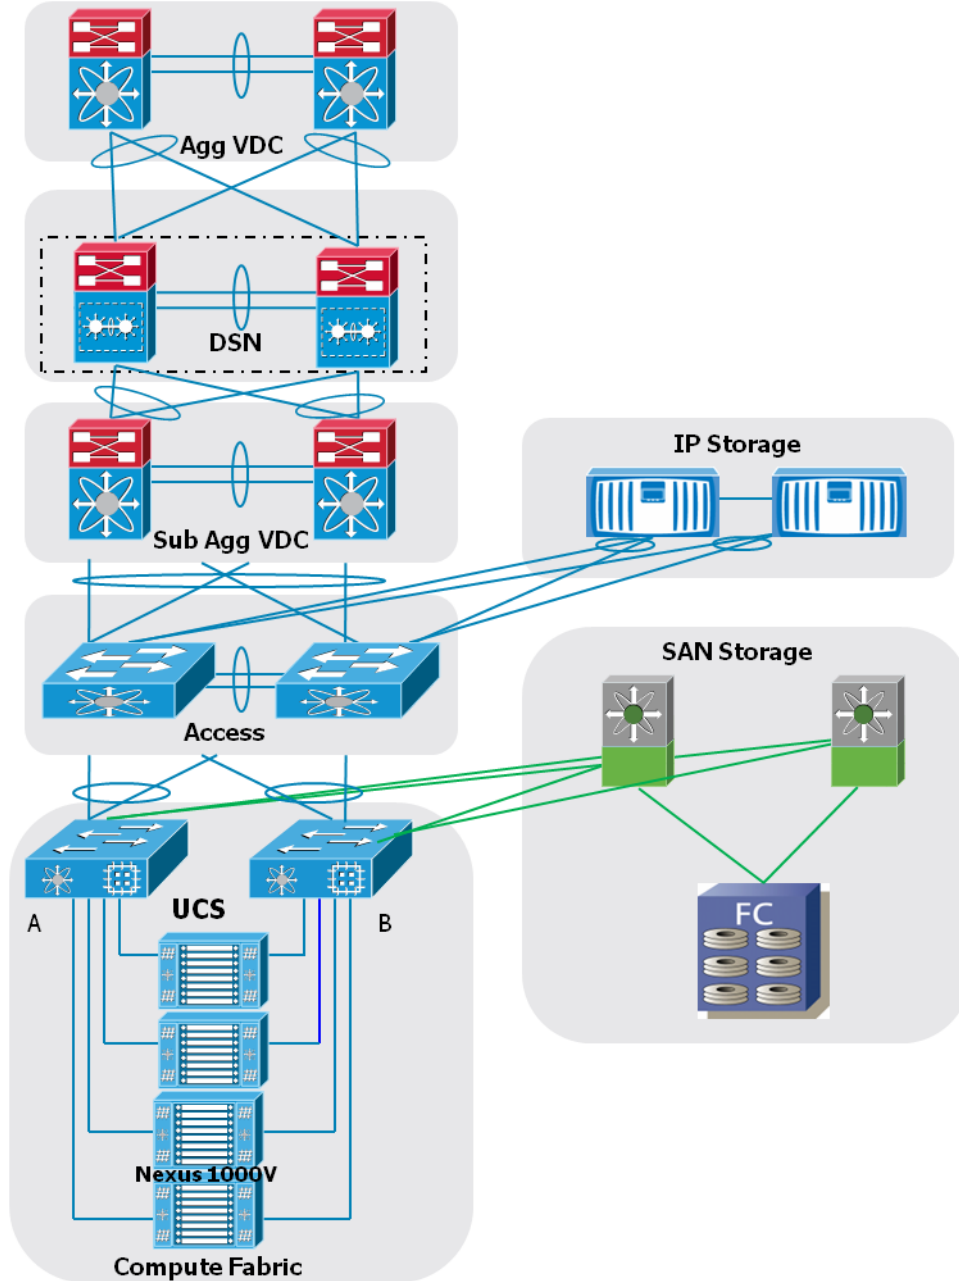 Agg VDC
DSN
IP Storage
Sub Agg VDC
SAN Storage
Access
UCS
A
B
FC
Nexus 1000V
Compute Fabric